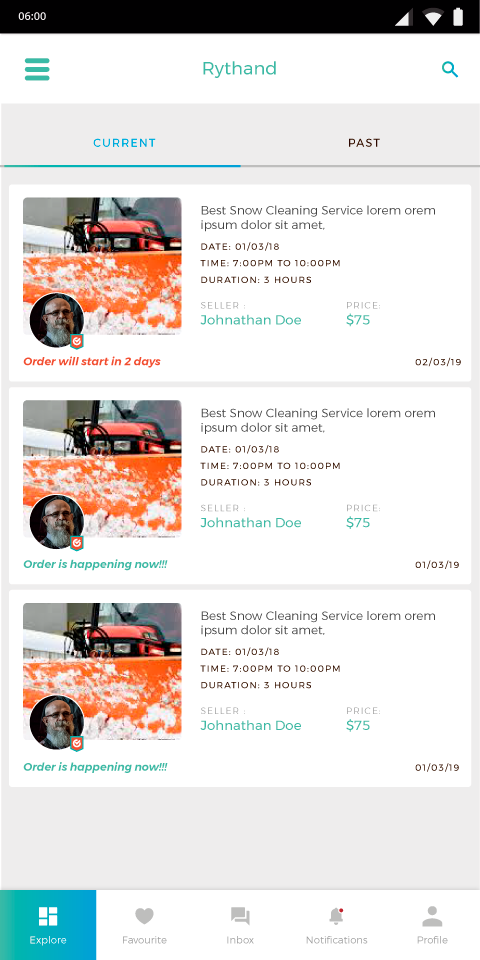 06:00
Rythand
CURRENT PAST
Best Snow Cleaning Service lorem orem
ipsum dolor sit amet,
DATE: 01/03/18
TIME: 7:00PM TO 10:00PM
DURATION: 3 HOURS
SELLER : PRICE:
Johnathan Doe $75
Order will start in 2 days 02/03/19
Best Snow Cleaning Service lorem orem
ipsum dolor sit amet,
DATE: 01/03/18
TIME: 7:00PM TO 10:00PM
DURATION: 3 HOURS
SELLER : PRICE:
Johnathan Doe $75
Order is happening now!!! 01/03/19
Best Snow Cleaning Service lorem orem
ipsum dolor sit amet,
DATE: 01/03/18
TIME: 7:00PM TO 10:00PM
DURATION: 3 HOURS
SELLER : PRICE:
Johnathan Doe $75
Order is happening now!!! 01/03/19
Explore Favourite Inbox Notifications Profile